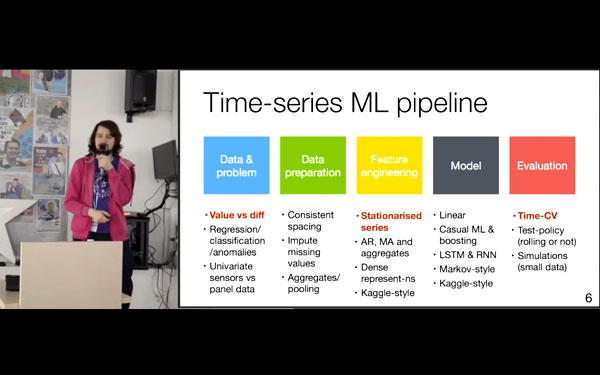 Time-series ML pipeline
Data &
problem
Data
preparation
Feature
engineering
Model
Evaluation
• Value vs diff
• Regression/
classification
/anomalies
• Univariate
sensors vs
panel data
• Consistent
spacing
• Impute
missing
values
• Aggregates/
pooling
• Stationarised
series
• AR, MA and
aggregates
• Dense
represent-ns
• Kaggle-style
• Linear
• Casual ML &
boosting
• LSTM & RNN
• Markov-style
• Kaggle-style
• Time-CV
• Test-policy
(rolling or not)
• Simulations
(small data)
6